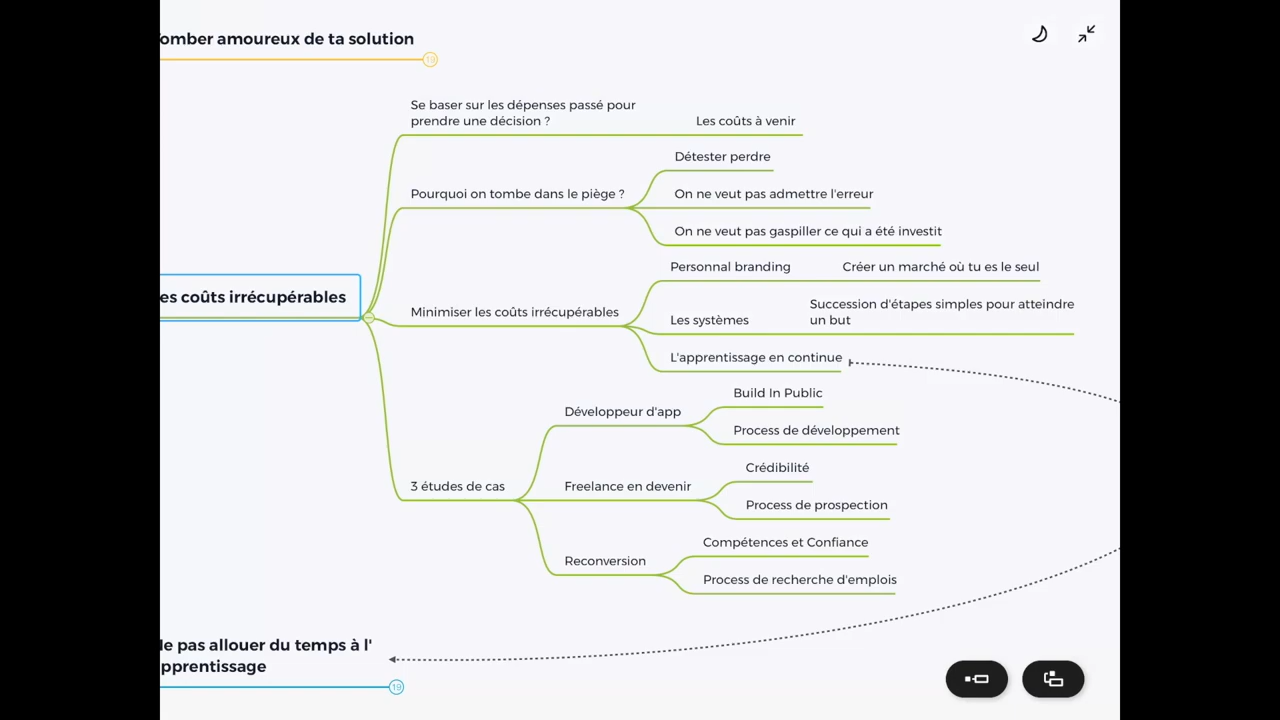 omber amoureux de ta solution
19
Se baser sur les dépenses passé pour
prendre une décision ?
Les coûts à venir
Pourquoi on tombe dans le piège ?
Détester perdre
On ne veut pas admettre l'erreur
On ne veut pas gaspiller ce qui a été investit
es coûts irrécupérables
Minimiser les coûts irrécupérables
Personnal branding
Créer un marché où tu es le seul
Les systèmes
Succession d'étapes simples pour atteindre
un but
L'apprentissage en continue
3 études de cas
Développeur d'app
Build In Public
Process de développement
Freelance en devenir
Crédibilité
Process de prospection
Reconversion
Compétences et Confiance
Process de recherche d'emplois
e pas allouer du temps à l'
pprentissage
19